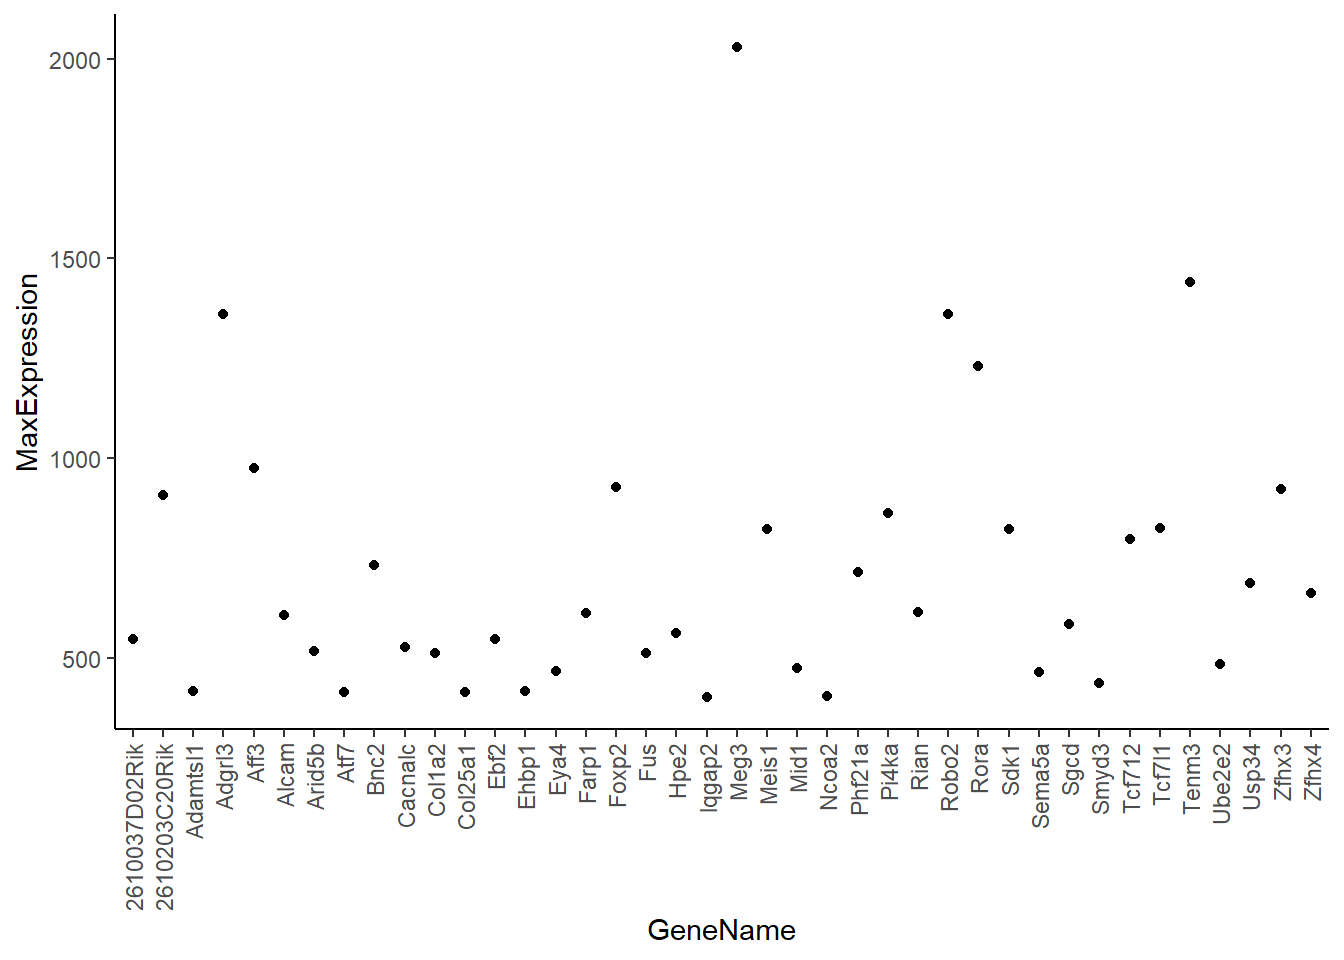 MaxExpression
2000
1500
1000
500
2610037D02Rik
2610203C20Rik
Adamtsl1
Adgrl3
Aff3
Alcam
Arid5b
Atf7
Bnc2
Cacnalc
Col1a2
Col25a1
Ebf2
Ehbp1
Eya4
Farp1
Foxp2
Fus
Hpe2
Iqgap2
Meg3
Meis1
Mid1
Ncoa2
Phf21a
Pi4ka
Rian
Robo2
Rora
Sdk1
Sema5a
Sgcd
Smyd3
Tcf712
Tcf7l1
Tenm3
Ube2e2
Usp34
Zfhx3
Zfhx4
GeneName